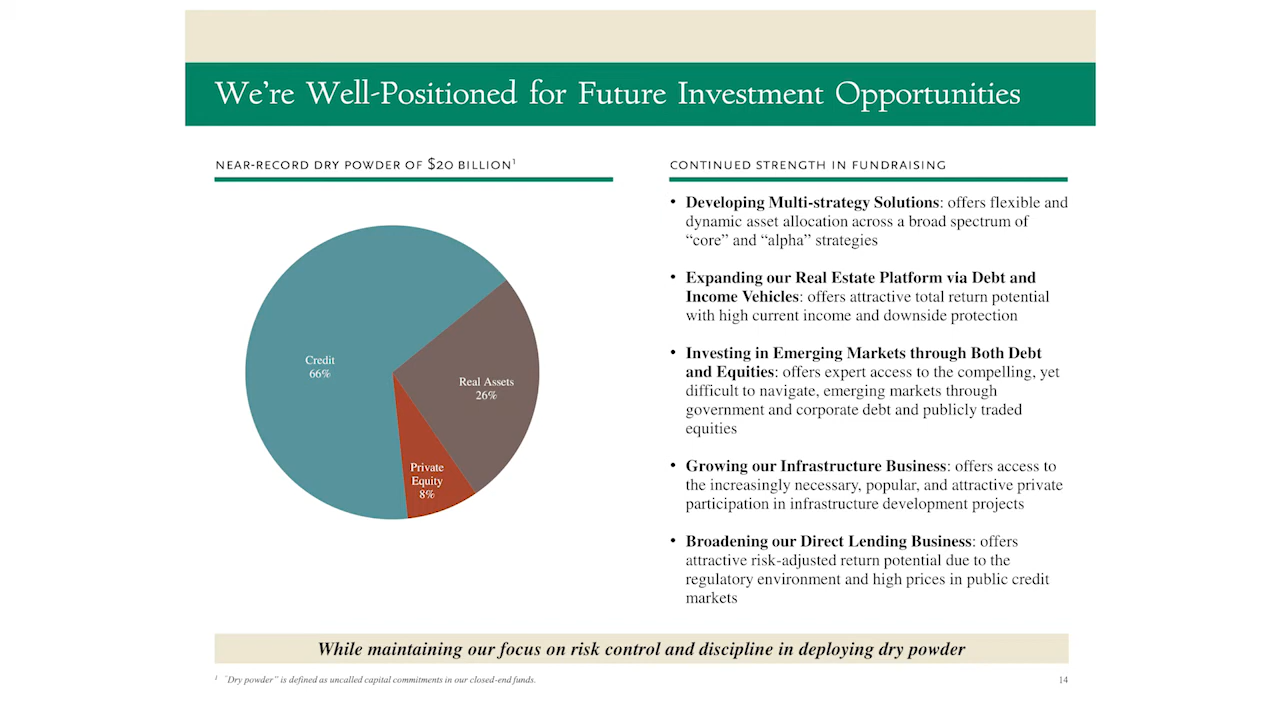 We're Well-Positioned for Future Investment Opportunities
NEAR-RECORD DRY POWDER OF $20 BILLION¹
Credit
66%
Real Assets
26%
Private
Equity
8%
CONTINUED STRENGTH IN FUNDRAISING
• Developing Multi-strategy Solutions: offers flexible and
dynamic asset allocation across a broad spectrum of
“core” and “alpha” strategies
• Expanding our Real Estate Platform via Debt and
Income Vehicles: offers attractive total return potential
with high current income and downside protection
• Investing in Emerging Markets through Both Debt
and Equities: offers expert access to the compelling, yet
difficult to navigate, emerging markets through
government and corporate debt and publicly traded
equities
• Growing our Infrastructure Business: offers access to
the increasingly necessary, popular, and attractive private
participation in infrastructure development projects
• Broadening our Direct Lending Business: offers
attractive risk-adjusted return potential due to the
regulatory environment and high prices in public credit
markets
While maintaining our focus on risk control and discipline in deploying dry powder
¹ “Dry powder” is defined as uncalled capital commitments in our closed-end funds.
14